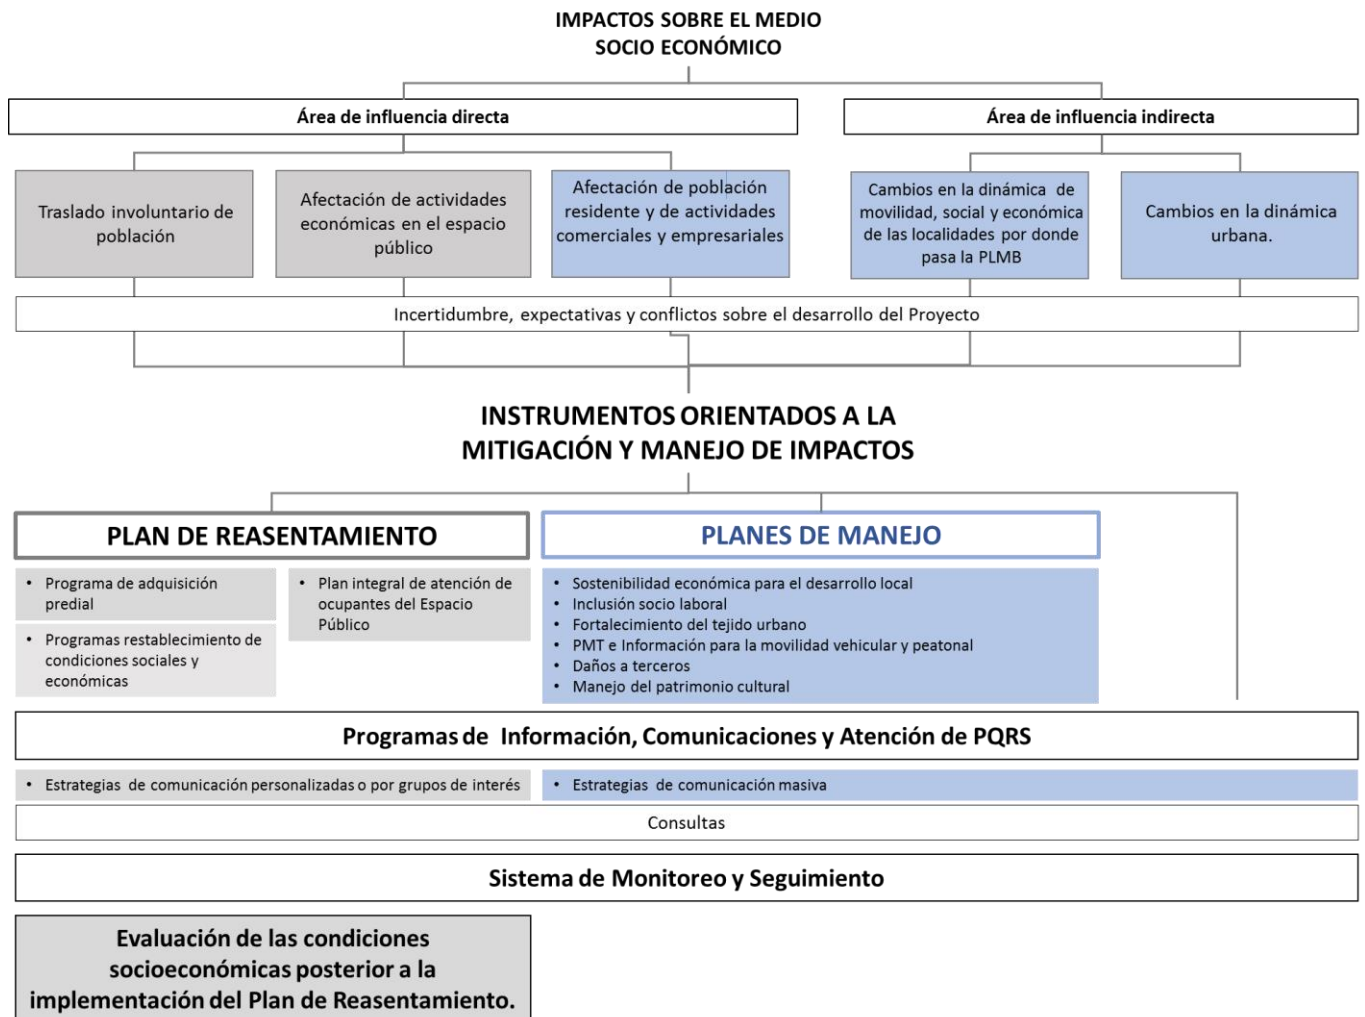 IMPACTOS SOBRE EL MEDIO
SOCIO ECONÓMICO
Área de influencia directa
Área de influencia indirecta
Traslado involuntario de
población
Afectación de actividades
económicas en el espacio
público
Afectación de población
residente y de actividades
comerciales y empresariales
Cambios en la dinámica de
movilidad, social y económica
de las localidades por donde
pasa la PLMB
Cambios en la dinámica
urbana.
Incertidumbre, expectativas y conflictos sobre el desarrollo del Proyecto
INSTRUMENTOS ORIENTADOS A LA
MITIGACIÓN Y MANEJO DE IMPACTOS
PLAN DE REASENTAMIENTO
• Programa de adquisición
predial
• Programas restablecimiento de
condiciones sociales y
económicas
• Plan integral de atención de
ocupantes del Espacio
Público
PLANES DE MANEJO
• Sostenibilidad económica para el desarrollo local
• Inclusión socio laboral
• Fortalecimiento del tejido urbano
• PMT e Información para la movilidad vehicular y peatonal
• Daños a terceros
• Manejo del patrimonio cultural
Programas de Información, Comunicaciones y Atención de PQRS
• Estrategias de comunicación personalizadas o por grupos de interés
• Estrategias de comunicación masiva
Consultas
Sistema de Monitoreo y Seguimiento
Evaluación de las condiciones
socioeconómicas posterior a la
implementación del Plan de Reasentamiento.